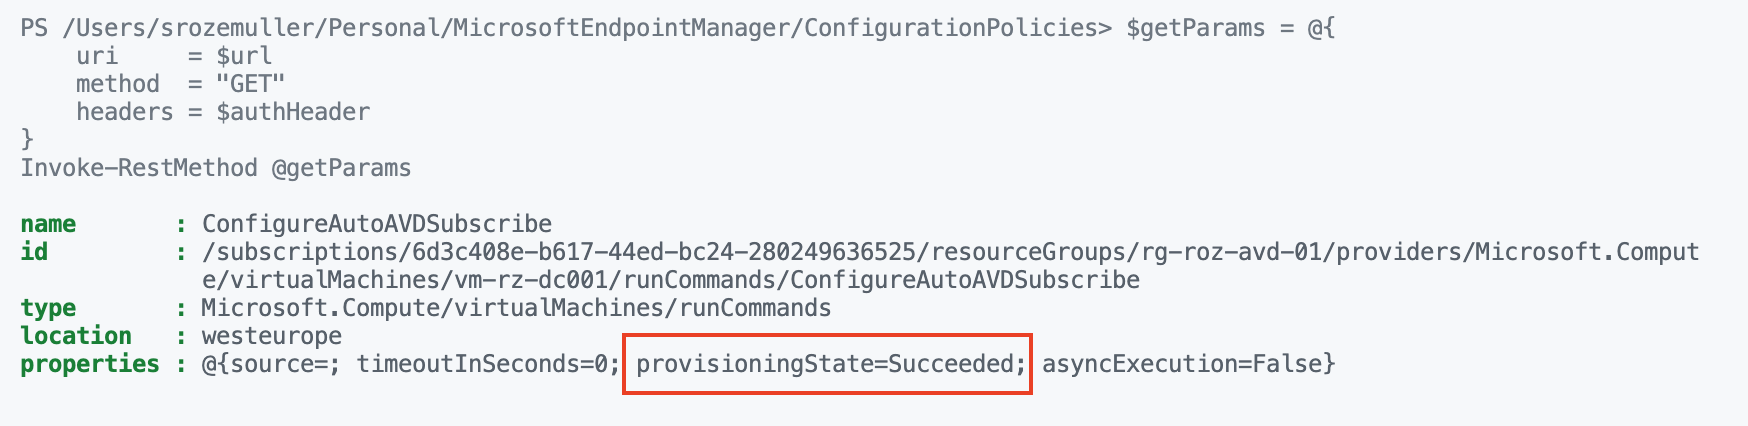 PS /Users/srozemuller/Personal/MicrosoftEndpointManager/ConfigurationPolicies> $getParams = @{
    uri     = $url
    method  = "GET"
    headers = $authHeader
}
Invoke-RestMethod @getParams

name       : ConfigureAutoAVDSubscribe
id         : /subscriptions/6d3c408e-b617-44ed-bc24-280249636525/resourceGroups/rg-roz-avd-01/providers/Microsoft.Comput
             e/virtualMachines/vm-rz-dc001/runCommands/ConfigureAutoAVDSubscribe
type       : Microsoft.Compute/virtualMachines/runCommands
location   : westeurope
properties : @{source=; timeoutInSeconds=0; provisioningState=Succeeded; asyncExecution=False}